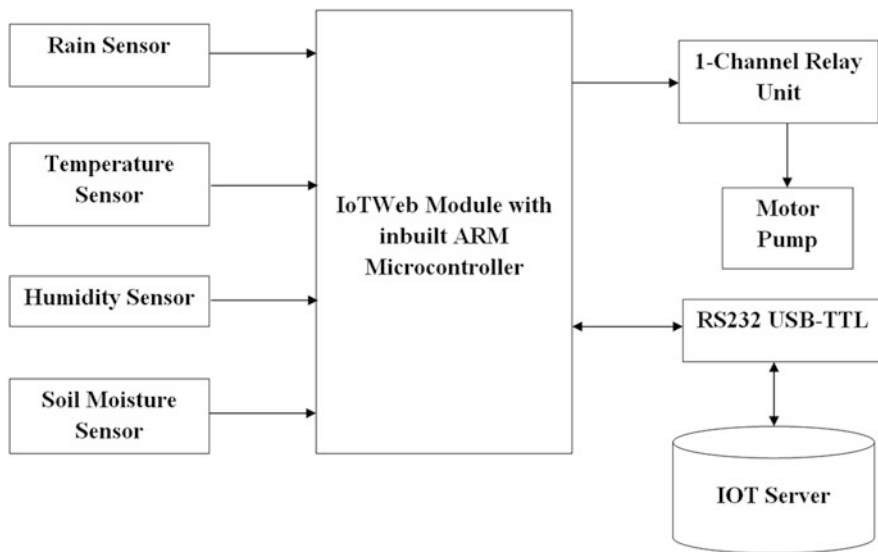 Rain Sensor
Temperature
Sensor
Humidity Sensor
Soil Moisture
Sensor
IoTWeb Module with
inbuilt ARM
Microcontroller
1-Channel Relay
Unit
Motor
Pump
RS232 USB-TTL
IOT Server